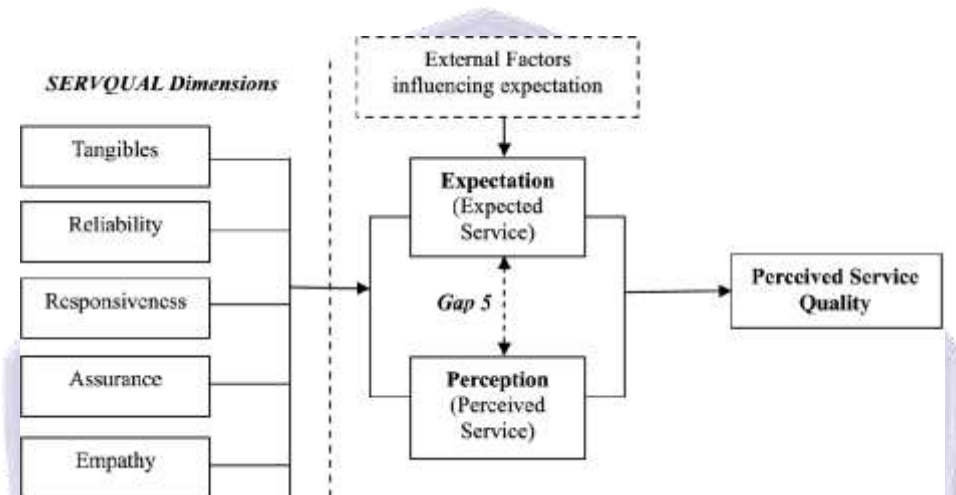 External Factors
influencing expectation
SERVQUAL Dimensions
Tangibles
Reliability
Responsiveness
Assurance
Empathy
Expectation
(Expected
Service)
Gap 5
Perception
(Perceived
Service)
Perceived Service
Quality